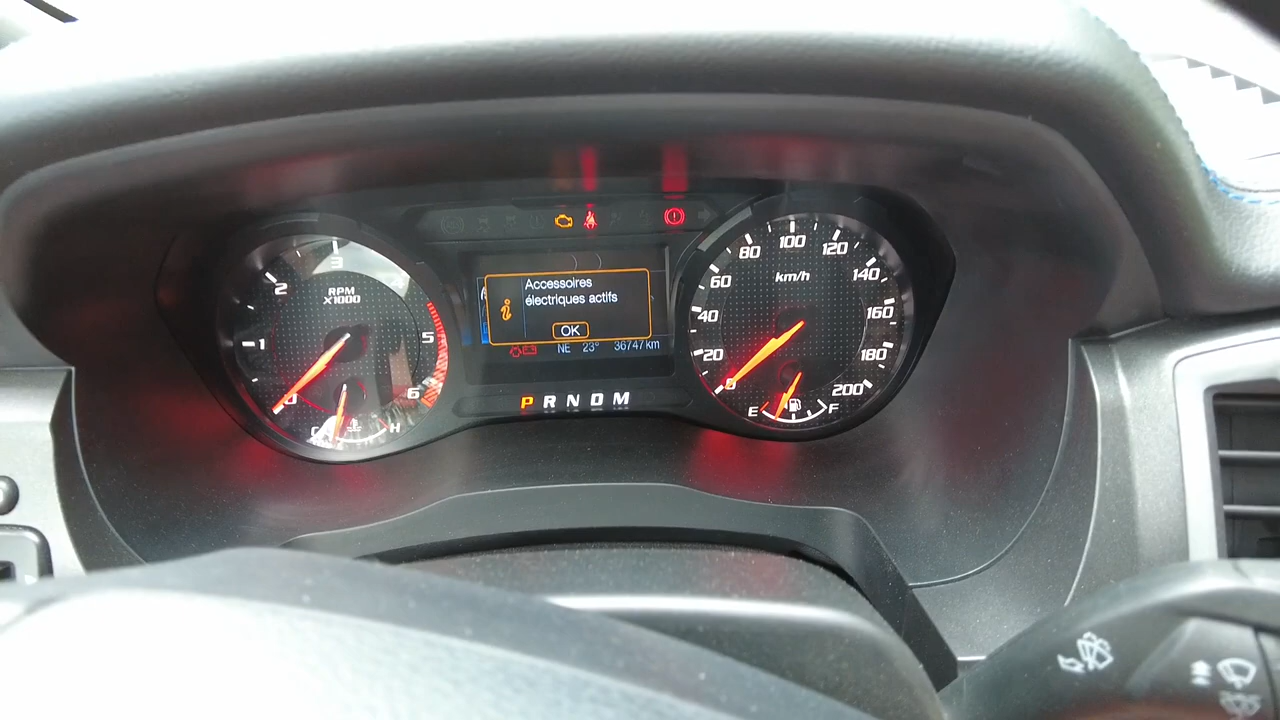 RPM
X1000
0
1
2
3
5
6
C
H
Accessoires
électriques actifs
OK
NE 23° 36747 km
P R N D M
km/h
0
20
40
60
80
100
120
140
160
180
200
E
F